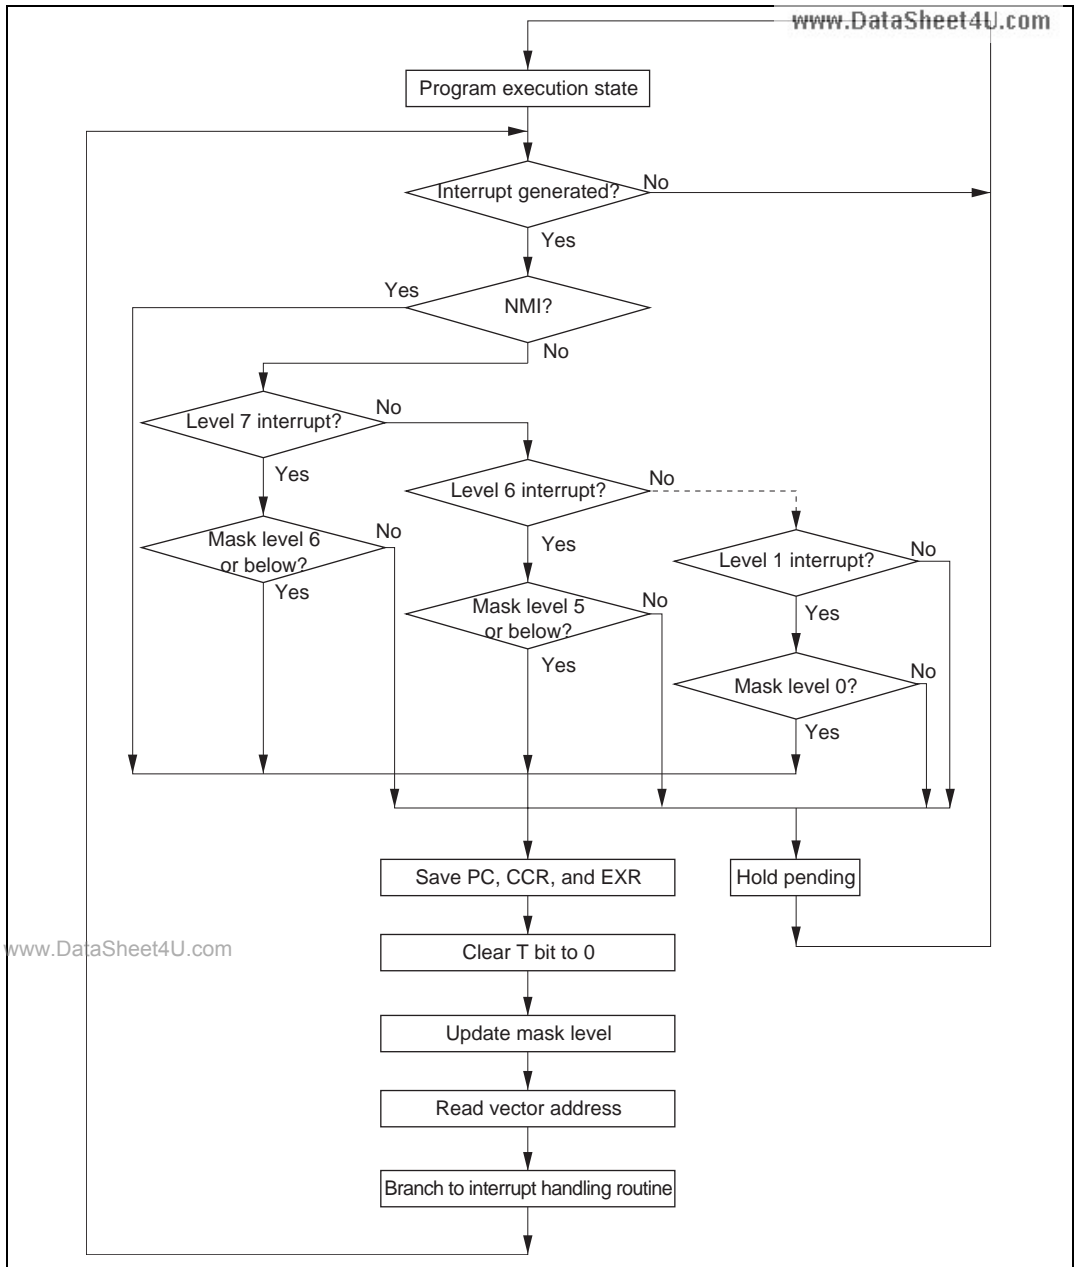 www.DataSheet4U.com
Program execution state
Interrupt generated?
No
Yes
Yes
NMI?
No
Level 7 interrupt?
No
Yes
Level 6 interrupt?
No
Mask level 6
or below?
No
Yes
Yes
Level 1 interrupt?
No
Mask level 5
or below?
No
Yes
Yes
Mask level 0?
No
Yes
Save PC, CCR, and EXR
Hold pending
www.DataSheet4U.com
Clear T bit to 0
Update mask level
Read vector address
Branch to interrupt handling routine